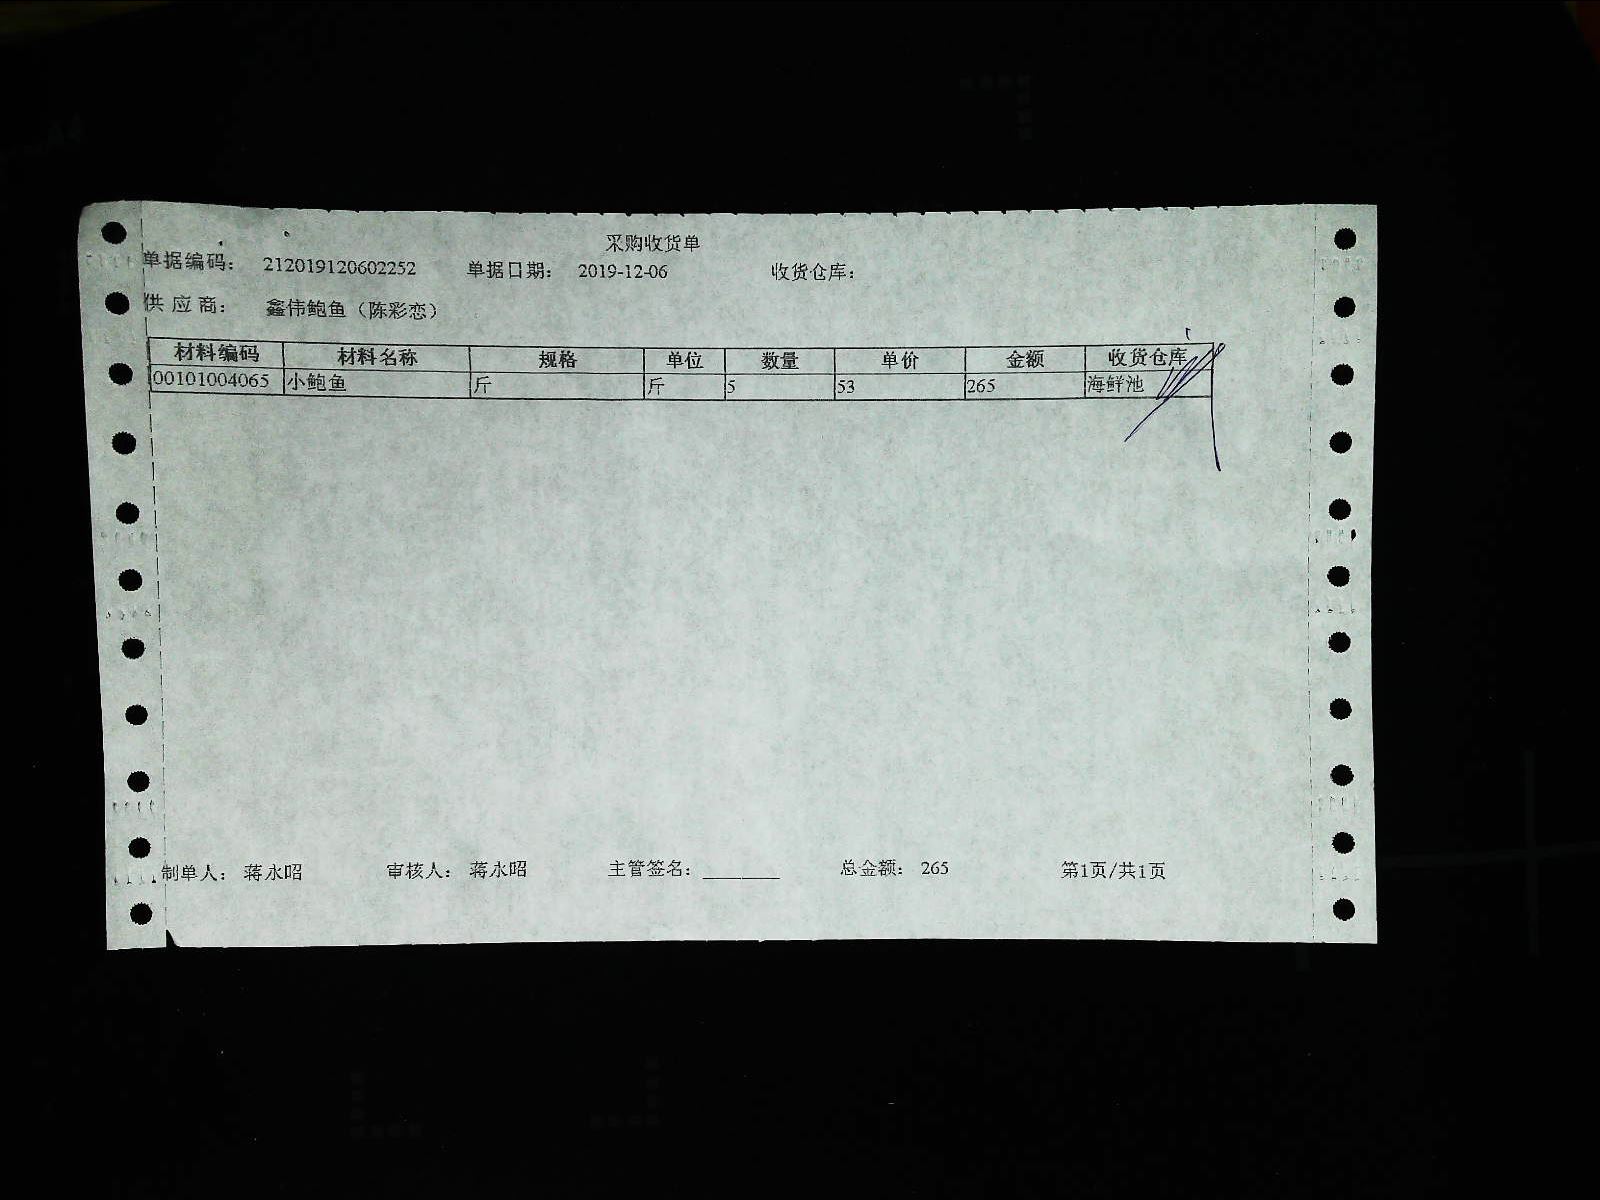 采购收货单
单据编码： 212019120602252 单据日期： 2019-12-06 收货仓库：
供应商： 鑫伟鲍鱼（陈彩恋）
材料编码 材料名称 规格 单位 数量 单价 金额 收货仓库
00101004065 小鲍鱼 斤 斤 5 53 265 海鲜池
制单人： 蒋永昭 审核人： 蒋永昭 主管签名：________ 总金额： 265 第1页/共1页